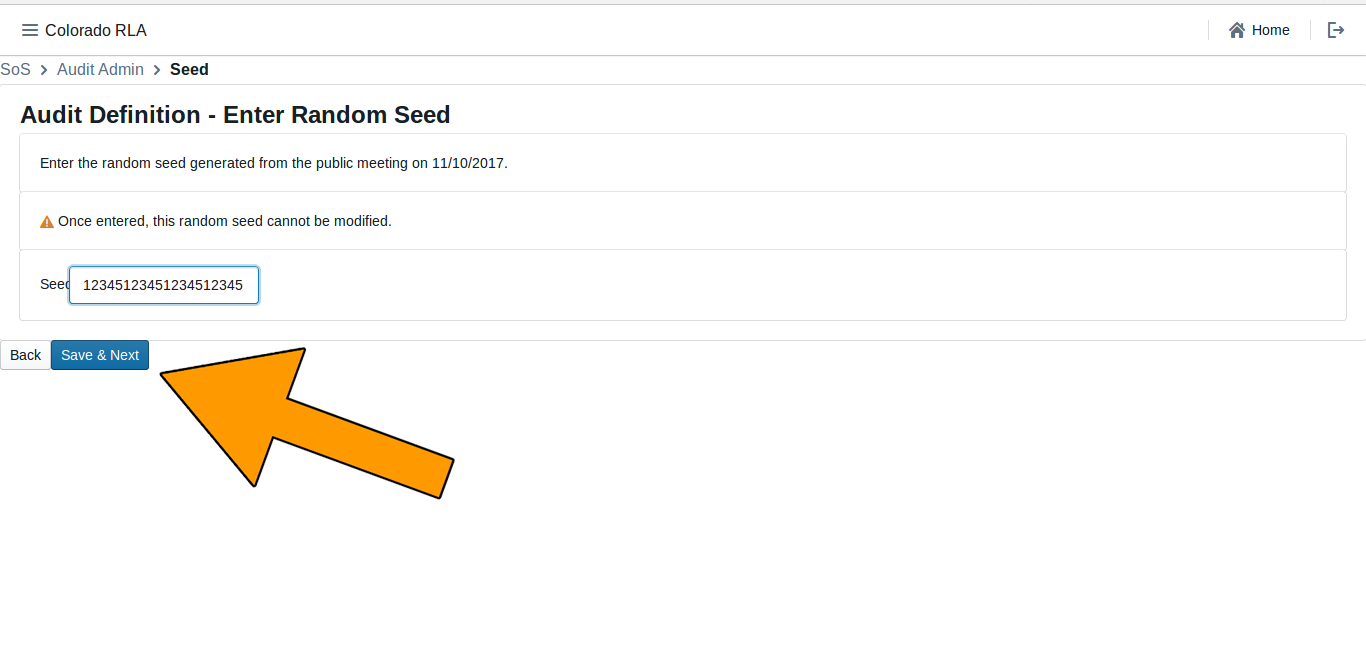 Colorado RLA
Home
SoS > Audit Admin > Seed
Audit Definition - Enter Random Seed
Enter the random seed generated from the public meeting on 11/10/2017.
Once entered, this random seed cannot be modified.
Seed 12345123451234512345
Back Save & Next